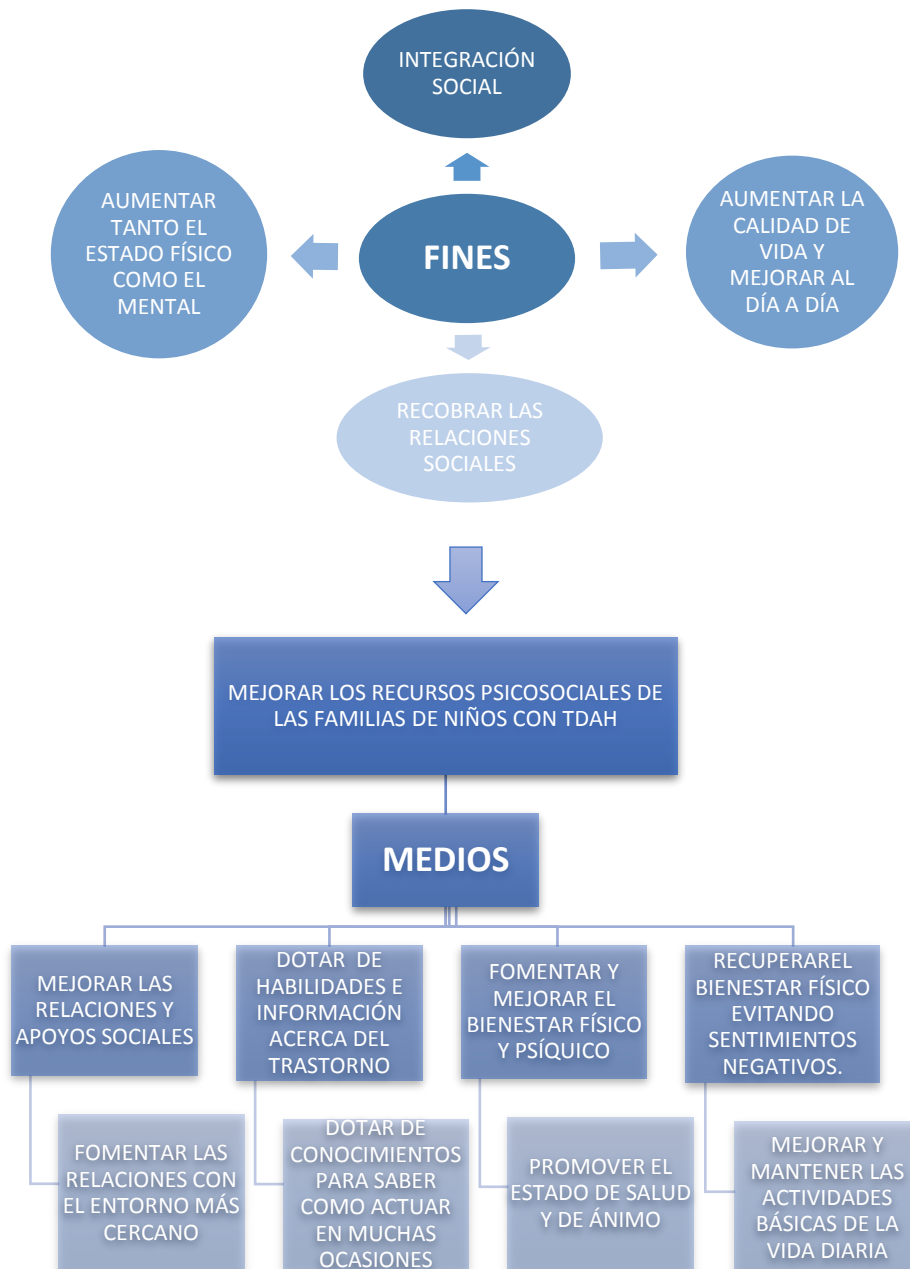 INTEGRACIÓN
SOCIAL
AUMENTAR
TANTO EL
ESTADO FÍSICO
COMO EL
MENTAL
FINES
AUMENTAR LA
CALIDAD DE
VIDA Y
MEJORAR AL
DÍA A DÍA
RECOBRAR LAS
RELACIONES
SOCIALES
MEJORAR LOS RECURSOS PSICOSOCIALES DE
LAS FAMILIAS DE NIÑOS CON TDAH
MEDIOS
MEJORAR LAS
RELACIONES Y
APOYOS SOCIALES
DOTAR DE
HABILIDADES E
INFORMACIÓN
ACERCA DEL
TRASTORNO
FOMENTAR Y
MEJORAR EL
BIENESTAR FÍSICO
Y PSÍQUICO
RECUPERAREL
BIENESTAR FÍSICO
EVITANDO
SENTIMIENTOS
NEGATIVOS.
FOMENTAR LAS
RELACIONES CON
EL ENTORNO MÁS
CERCANO
DOTAR DE
CONOCIMIENTOS
PARA SABER
COMO ACTUAR
EN MUCHAS
OCASIONES
PROMOVER EL
ESTADO DE SALUD
Y DE ÁNIMO
MEJORAR Y
MANTENER LAS
ACTIVIDADES
BÁSICAS DE LA
VIDA DIARIA